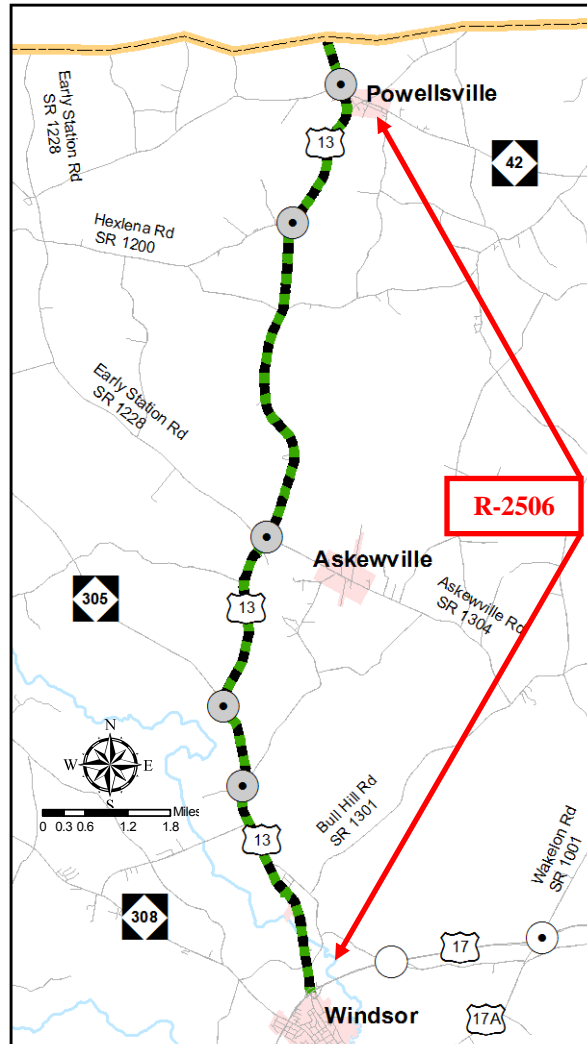 Early Station Rd
SR 1228
Powellsville
13
42
Hexlena Rd
SR 1200
Early Station Rd
SR 1228
R-2506
Askewville
305
13
Askewville Rd
SR 1304
N
W
E
S
Miles
0 0.3 0.6 1.2 1.8
Bull Hill Rd
SR 1301
13
Wakelon Rd
SR 1001
308
17
Windsor
17A